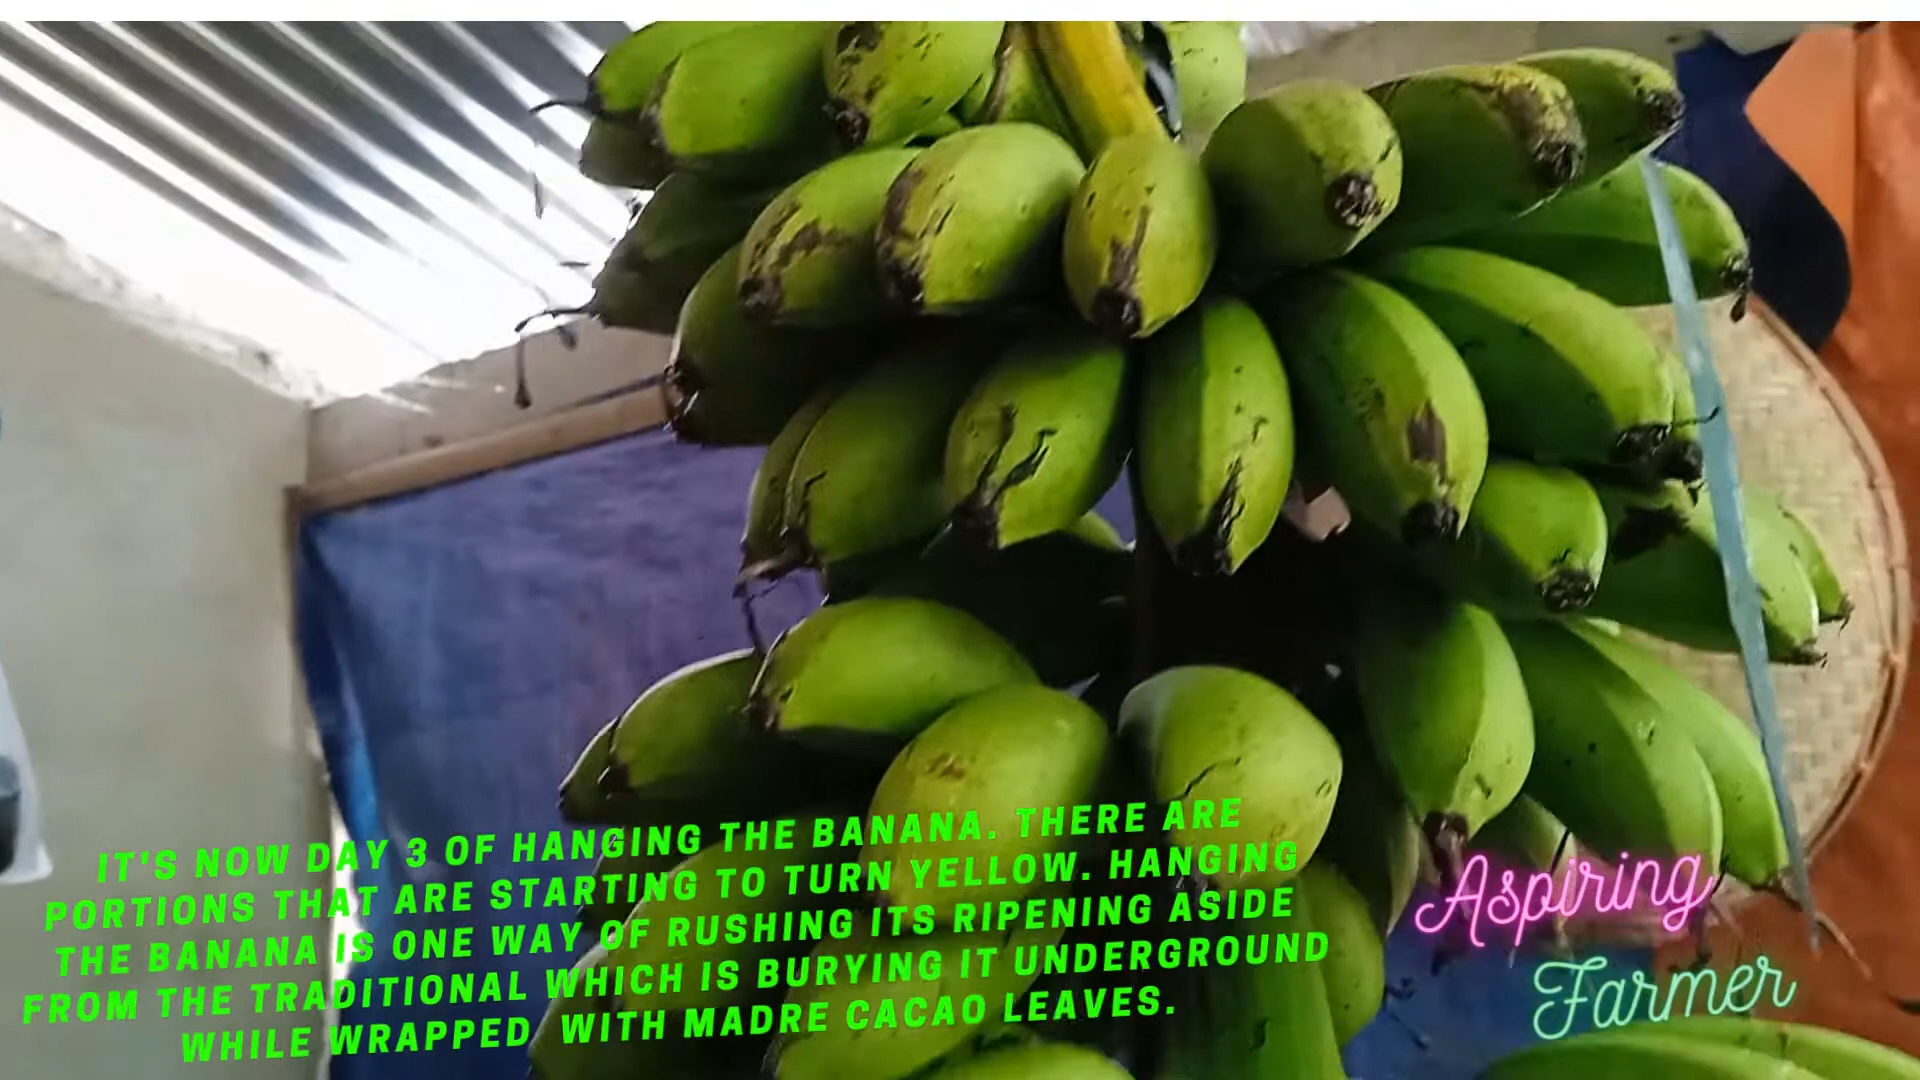 IT'S NOW DAY 3 OF HANGING THE BANANA. THERE ARE
PORTIONS THAT ARE STARTING TO TURN YELLOW. HANGING
THE BANANA IS ONE WAY OF RUSHING ITS RIPENING ASIDE
FROM THE TRADITIONAL WHICH IS BURYING IT UNDERGROUND
WHILE WRAPPED WITH MADRE CACAO LEAVES.
Aspiring
Farmer